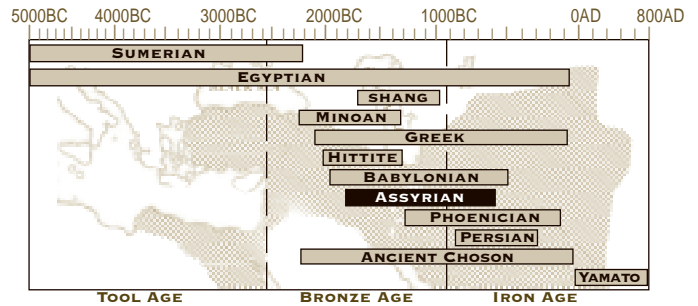 5000BC 4000BC 3000BC 2000BC 1000BC 0AD 800AD
SUMERIAN
EGYPTIAN
SHANG
MINOAN
GREEK
HITTITE
BABYLONIAN
ASSYRIAN
PHOENICIAN
PERSIAN
ANCIENT CHOSON
YAMATO
TOOL AGE BRONZE AGE IRON AGE